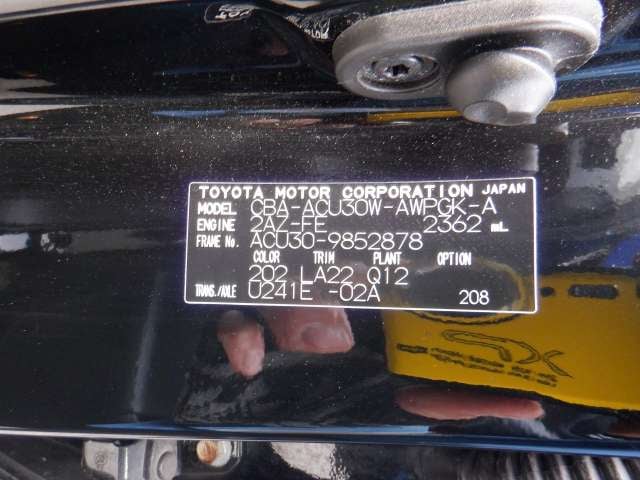 TOYOTA MOTOR CORPORATION JAPAN
MODEL CBA-ACU30W-AWPGK-A
ENGINE 2AZ-FE 2362 mL
FRAME No. ACU30-9852878
COLOR TRIM PLANT OPTION
202 LA22 Q12
TRANS./AXLE U241E -02A 208